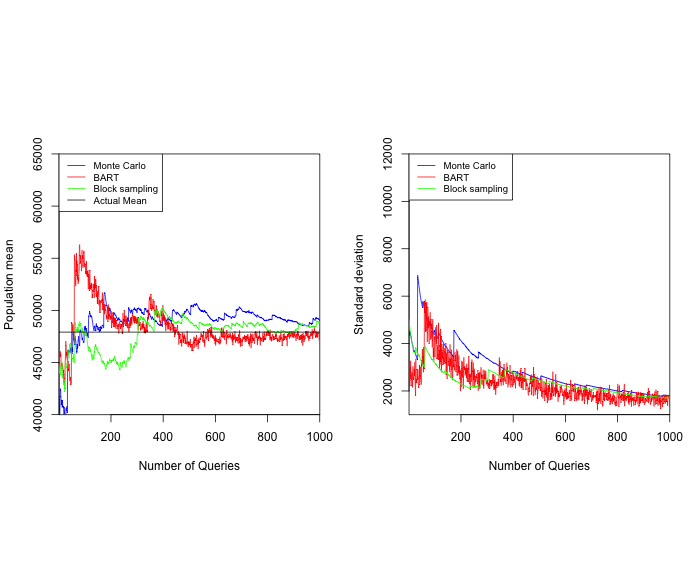 Population mean
65000
60000
55000
50000
45000
40000
Monte Carlo
BART
Block sampling
Actual Mean
200
400
600
800
1000
Number of Queries
Standard deviation
12000
10000
8000
6000
4000
2000
Monte Carlo
BART
Block sampling
200
400
600
800
1000
Number of Queries